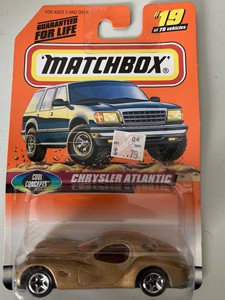 FOR AGES 3 AND OVER
GUARANTEED
FOR LIFE
#19
of 75 vehicles
MATCHBOX
COOL
CONCEPTS
CHRYSLER ATLANTIC